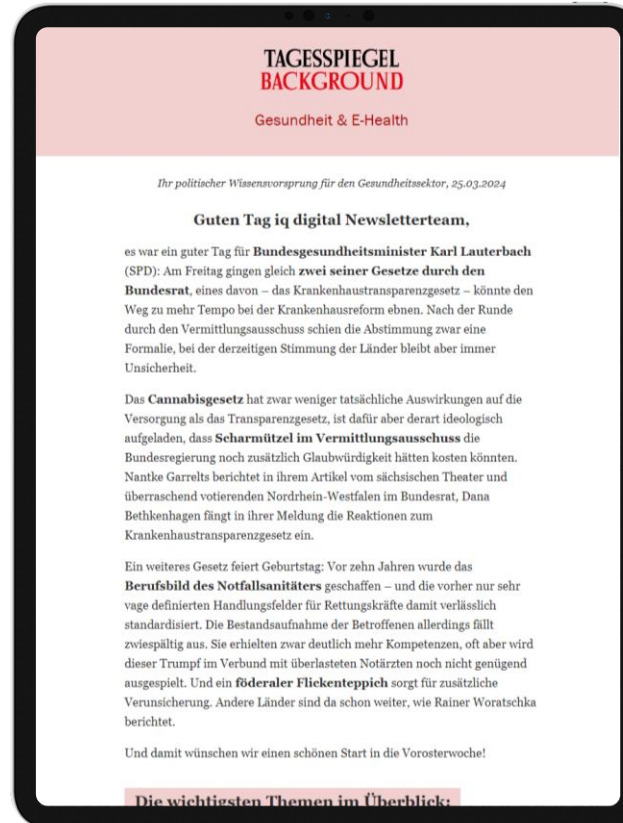 TAGESSPIEGEL
BACKGROUND
Gesundheit & E-Health
Ihr politischer Wissensvorsprung für den Gesundheitssektor, 25.03.2024
Guten Tag iq digital Newsletterteam,
es war ein guter Tag für Bundesgesundheitsminister Karl Lauterbach
(SPD): Am Freitag gingen gleich zwei seiner Gesetze durch den
Bundesrat, eines davon – das Krankenhaustransparenzgesetz – könnte den
Weg zu mehr Tempo bei der Krankenhausreform ebnen. Nach der Runde
durch den Vermittlungsausschuss schien die Abstimmung zwar eine
Formalie, bei der derzeitigen Stimmung der Länder bleibt aber immer
Unsicherheit.
Das Cannabisgesetz hat zwar weniger tatsächliche Auswirkungen auf die
Versorgung als das Transparenzgesetz, ist dafür aber derart ideologisch
aufgeladen, dass Scharmützel im Vermittlungsausschuss die
Bundesregierung noch zusätzlich Glaubwürdigkeit hätten kosten könnten.
Nantke Garrelts berichtet in ihrem Artikel vom sächsischen Theater und
überraschend votierenden Nordrhein-Westfalen im Bundesrat, Dana
Bethkenhagen fängt in ihrer Meldung die Reaktionen zum
Krankenhaustransparenzgesetz ein.
Ein weiteres Gesetz feiert Geburtstag: Vor zehn Jahren wurde das
Berufsbild des Notfallsanitäters geschaffen – und die vorher nur sehr
vage definierten Handlungsfelder für Rettungskräfte damit verlässlich
standardisiert. Die Bestandsaufnahme der Betroffenen allerdings fällt
zwiespältig aus. Sie erhielten zwar deutlich mehr Kompetenzen, oft aber wird
dieser Trumpf im Verbund mit überlasteten Notärzten noch nicht genügend
ausgespielt. Und ein föderaler Flickenteppich sorgt für zusätzliche
Verunsicherung. Andere Länder sind da schon weiter, wie Rainer Woratschka
berichtet.
Und damit wünschen wir einen schönen Start in die Vorosterwoche!
Die wichtigsten Themen im Überblick: